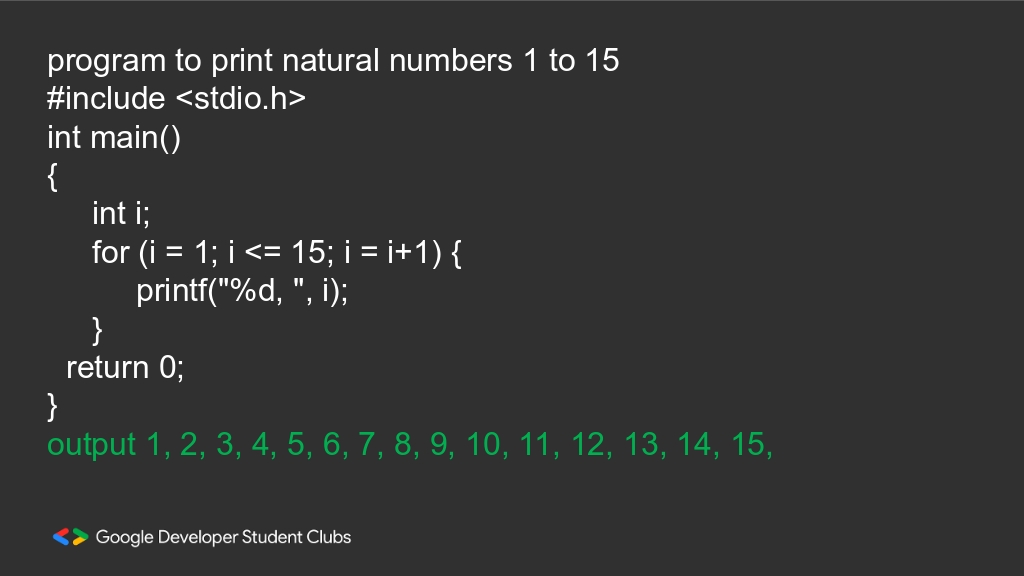 program to print natural numbers 1 to 15
#include <stdio.h>
int main()
{
int i;
for (i = 1; i <= 15; i = i+1) {
printf("%d, ", i);
}
return 0;
}
output 1, 2, 3, 4, 5, 6, 7, 8, 9, 10, 11, 12, 13, 14, 15,
Google Developer Student Clubs